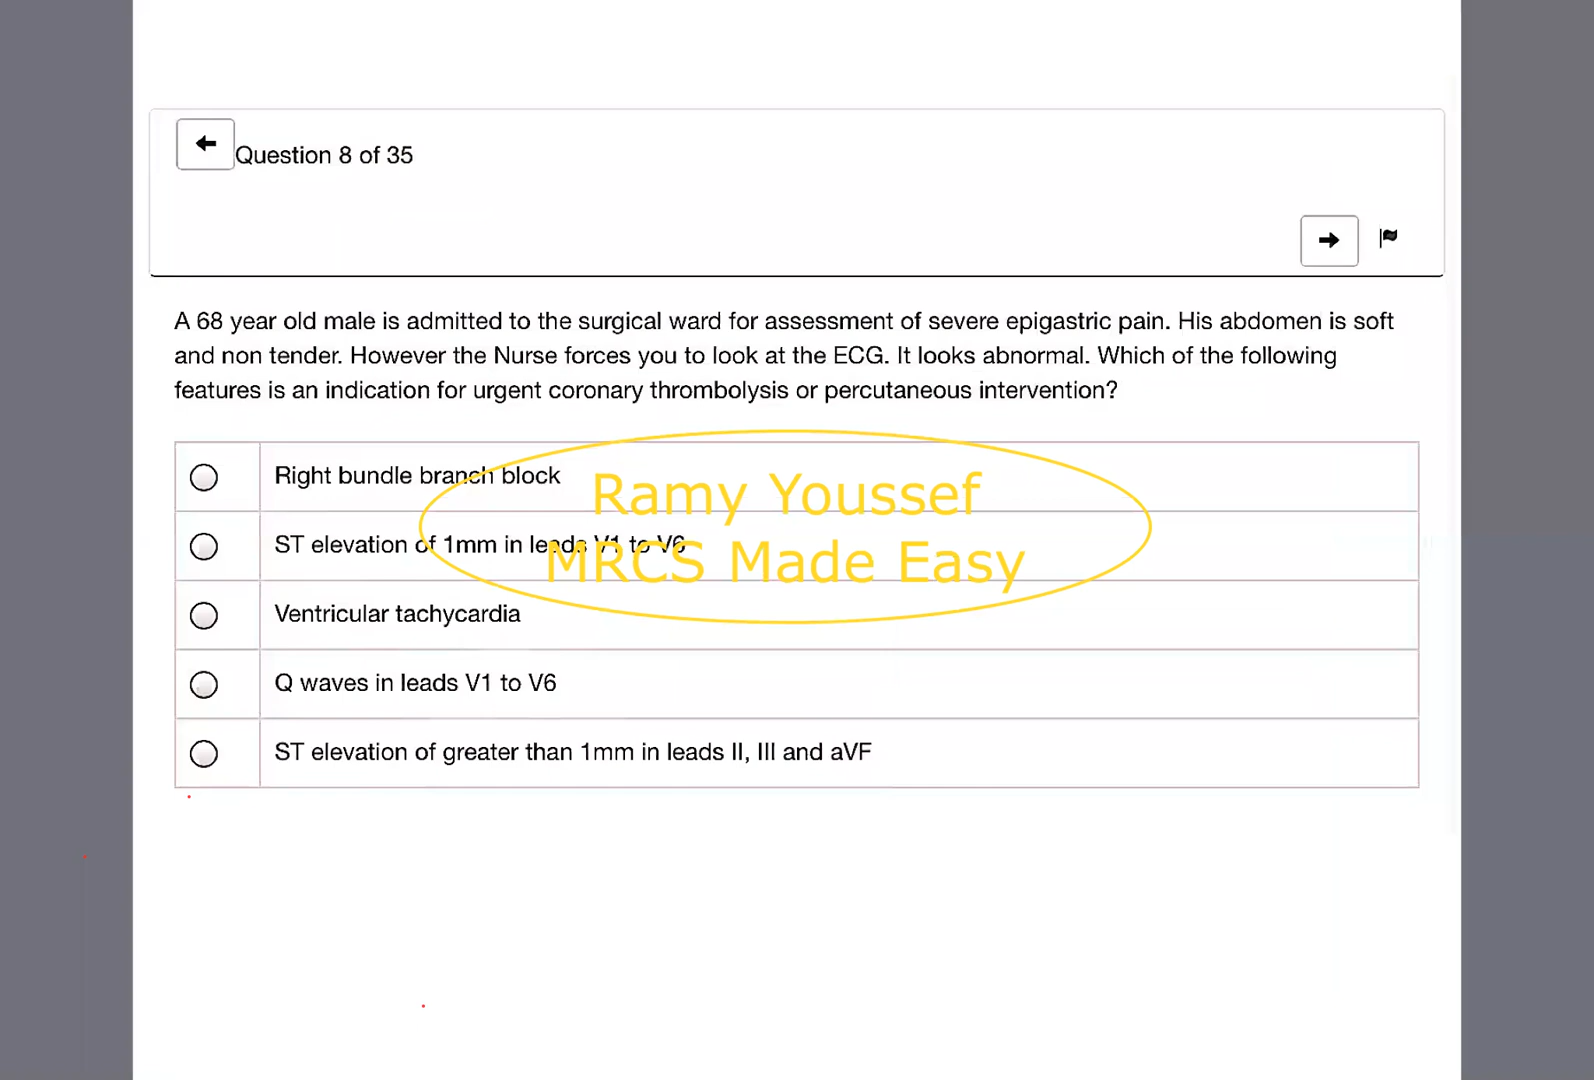 Question 8 of 35
A 68 year old male is admitted to the surgical ward for assessment of severe epigastric pain. His abdomen is soft
and non tender. However the Nurse forces you to look at the ECG. It looks abnormal. Which of the following
features is an indication for urgent coronary thrombolysis or percutaneous intervention?
Right bundle branch block
Ramy Youssef
ST elevation of 1mm in leads V1 to V6
MRCS Made Easy
Ventricular tachycardia
Q waves in leads V1 to V6
ST elevation of greater than 1mm in leads II, III and aVF